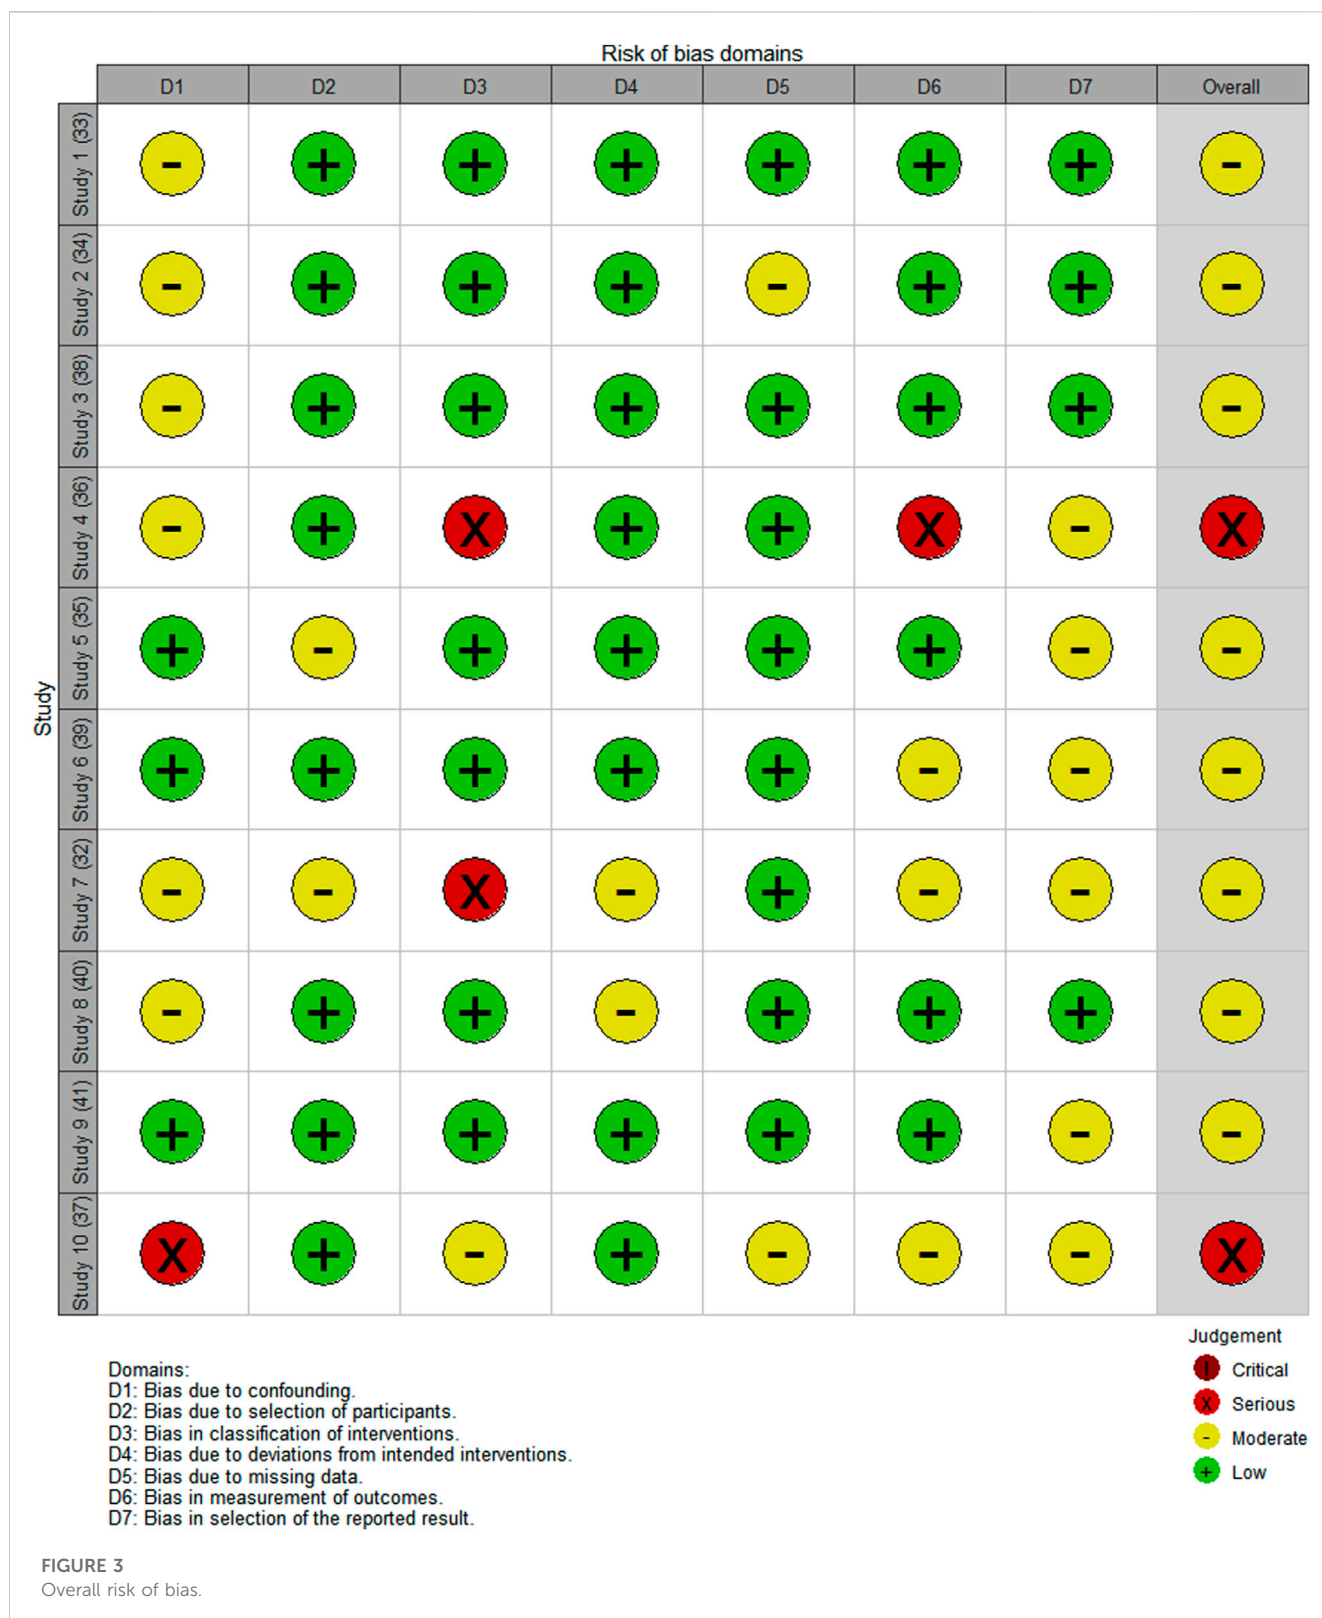 Risk of bias domains
D1 D2 D3 D4 D5 D6 D7 Overall
Study
Study 1 (33) - + + + + + + -
Study 2 (34) - + + + - + + -
Study 3 (38) - + + + + + + -
Study 4 (36) - + X + + X - X
Study 5 (35) + - + + + + - -
Study 6 (39) + + + + + - - -
Study 7 (32) - - X - + - - -
Study 8 (40) - + + - + + + -
Study 9 (41) + + + + + + - -
Study 10 (37) X + - + - - - X
Domains:
D1: Bias due to confounding.
D2: Bias due to selection of participants.
D3: Bias in classification of interventions.
D4: Bias due to deviations from intended interventions.
D5: Bias due to missing data.
D6: Bias in measurement of outcomes.
D7: Bias in selection of the reported result.
Judgement
! Critical
X Serious
- Moderate
+ Low
FIGURE 3
Overall risk of bias.